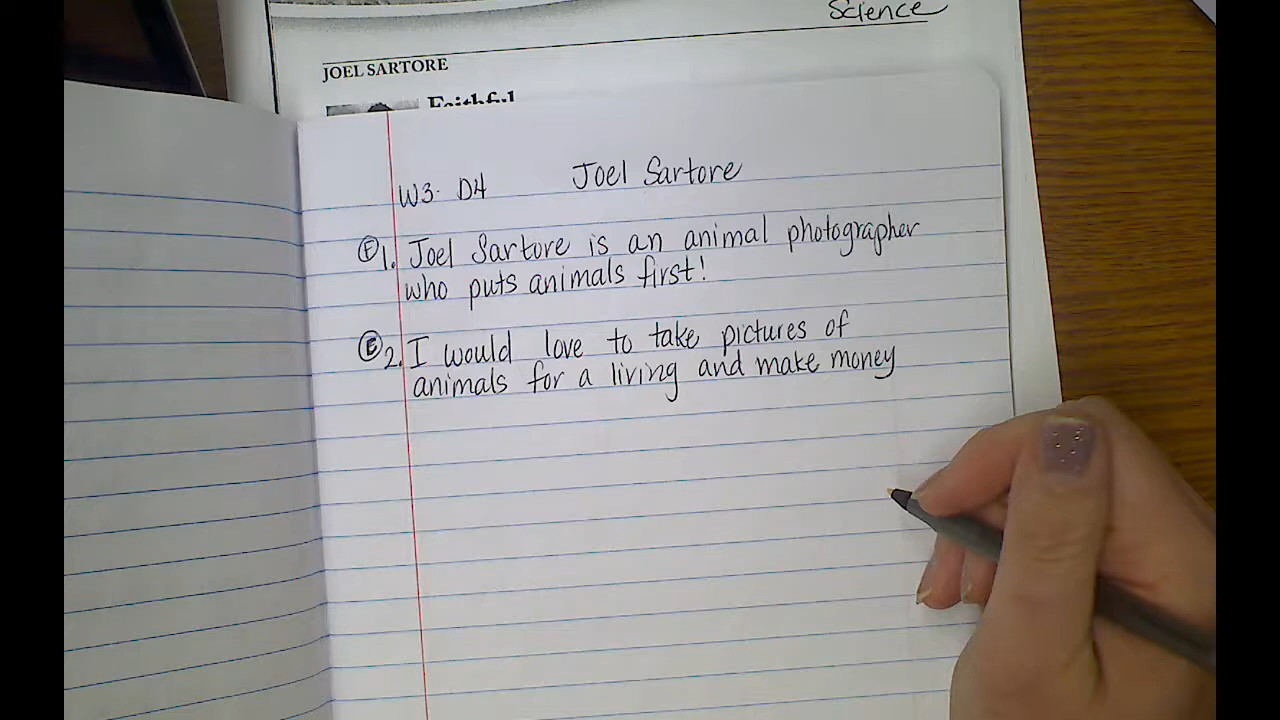 Science
JOEL SARTORE
Faithful
W3. D4 Joel Sartore
Ⓕ1. Joel Sartore is an animal photographer
who puts animals first!
Ⓔ2. I would love to take pictures of
animals for a living and make money